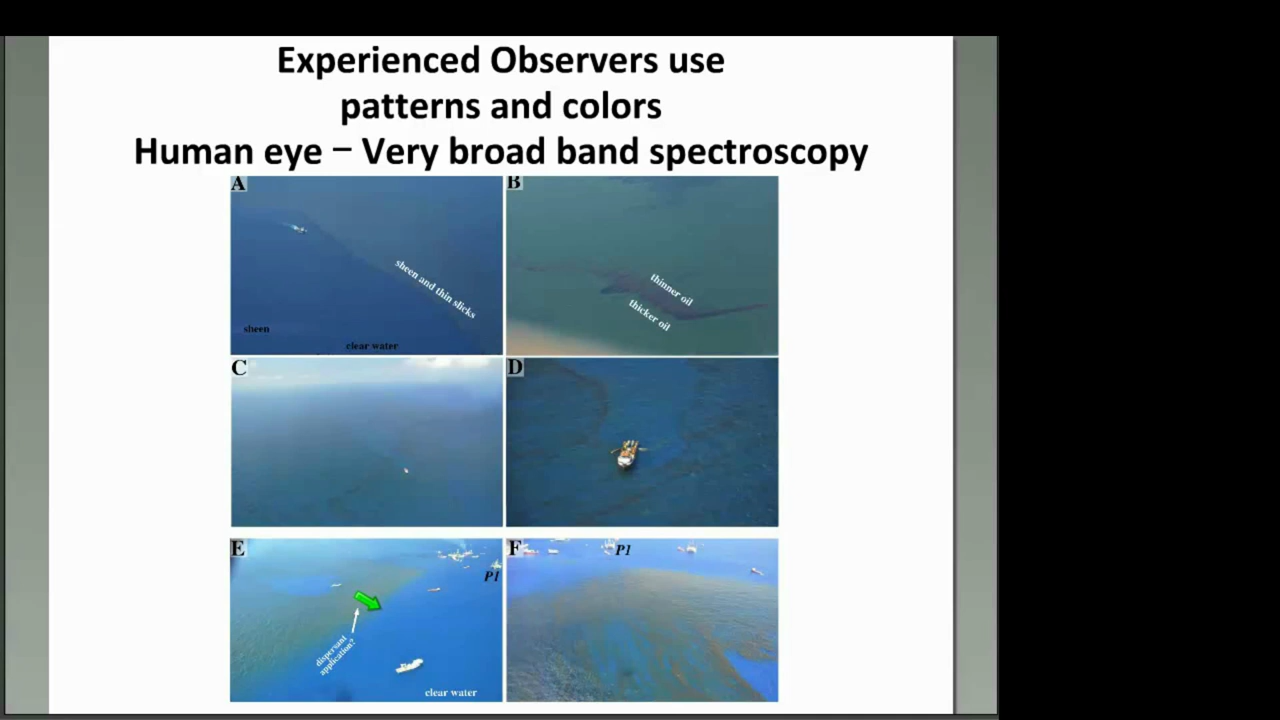 Experienced Observers use
patterns and colors
Human eye – Very broad band spectroscopy
A
sheen and thin slicks
sheen
clear water
B
thinner oil
thicker oil
C
D
E
P1
dispersant
application?
clear water
F
P1